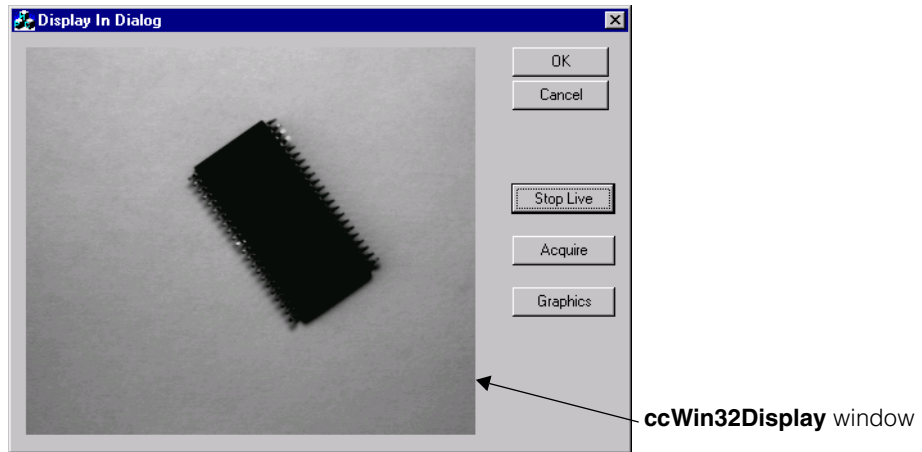 Display In Dialog
OK
Cancel
Stop Live
Acquire
Graphics
ccWin32Display window